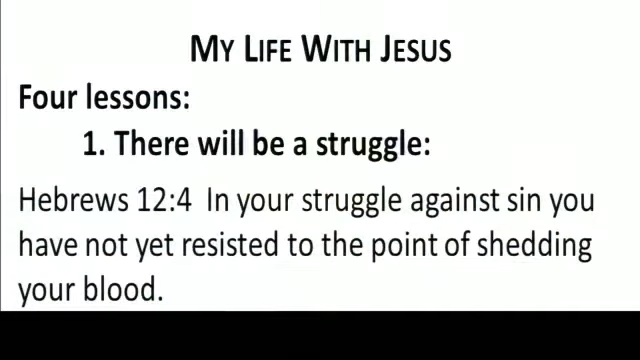 MY LIFE WITH JESUS
Four lessons:
1. There will be a struggle:
Hebrews 12:4 In your struggle against sin you
have not yet resisted to the point of shedding
your blood.